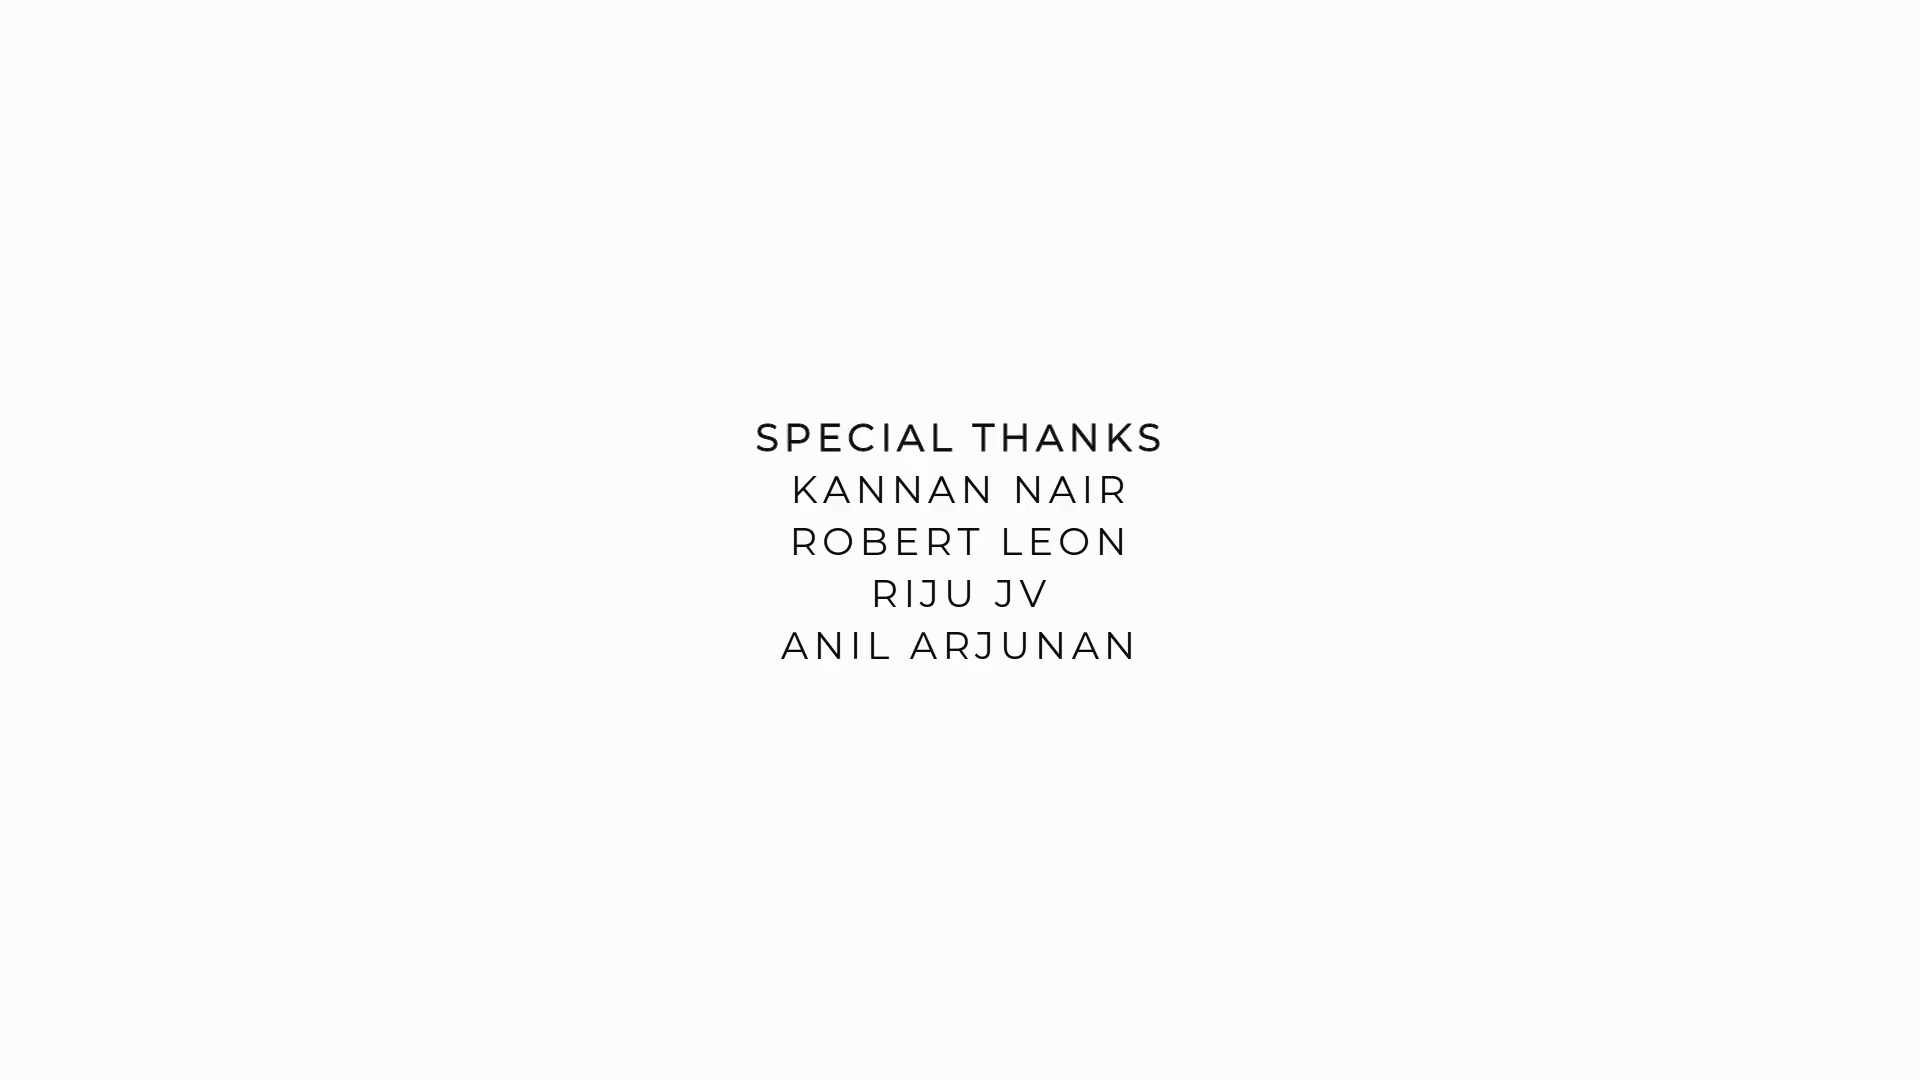 SPECIAL THANKS
KANNAN NAIR
ROBERT LEON
RIJU JV
ANIL ARJUNAN